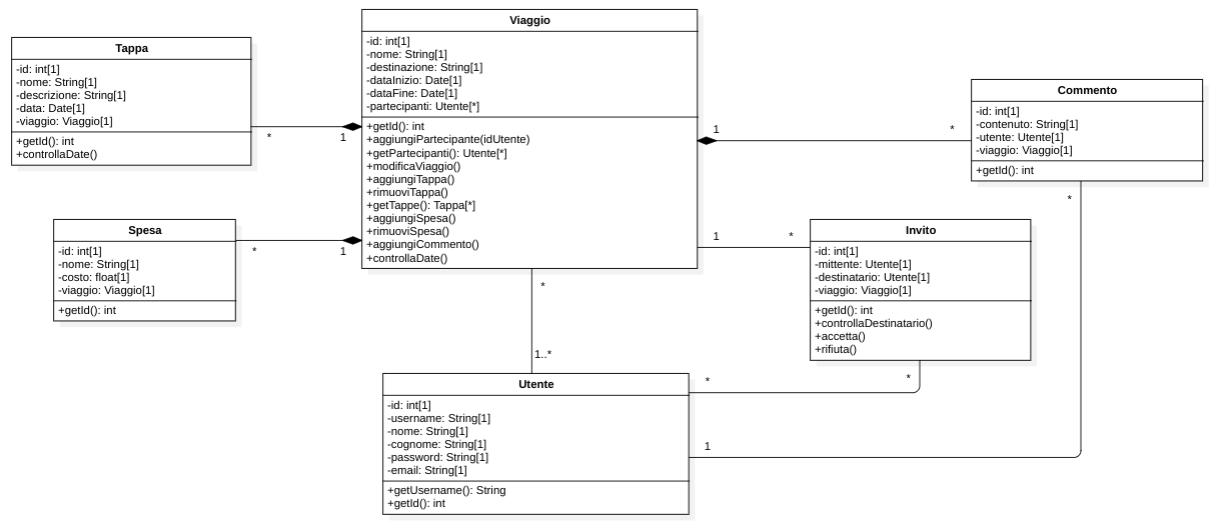 Viaggio
-id: int[1]
-nome: String[1]
-destinazione: String[1]
-dataInizio: Date[1]
-dataFine: Date[1]
-partecipanti: Utente[*]
+getId(): int
+aggiungiPartecipante(idUtente)
+getPartecipanti(): Utente[*]
+modificaViaggio()
+aggiungiTappa()
+rimuoviTappa()
+getTappe(): Tappa[*]
+aggiungiSpesa()
+rimuoviSpesa()
+aggiungiCommento()
+controllaDate()
Tappa
-id: int[1]
-nome: String[1]
-descrizione: String[1]
-data: Date[1]
-viaggio: Viaggio[1]
+getId(): int
+controllaDate()
*
1
Commento
-id: int[1]
-contenuto: String[1]
-utente: Utente[1]
-viaggio: Viaggio[1]
+getId(): int
1
*
*
Spesa
-id: int[1]
-nome: String[1]
-costo: float[1]
-viaggio: Viaggio[1]
+getId(): int
*
1
Invito
-id: int[1]
-mittente: Utente[1]
-destinatario: Utente[1]
-viaggio: Viaggio[1]
+getId(): int
+controllaDestinatario()
+accetta()
+rifiuta()
1
*
*
1..*
*
*
Utente
-id: int[1]
-username: String[1]
-nome: String[1]
-cognome: String[1]
-password: String[1]
-email: String[1]
+getUsername(): String
+getId(): int
1